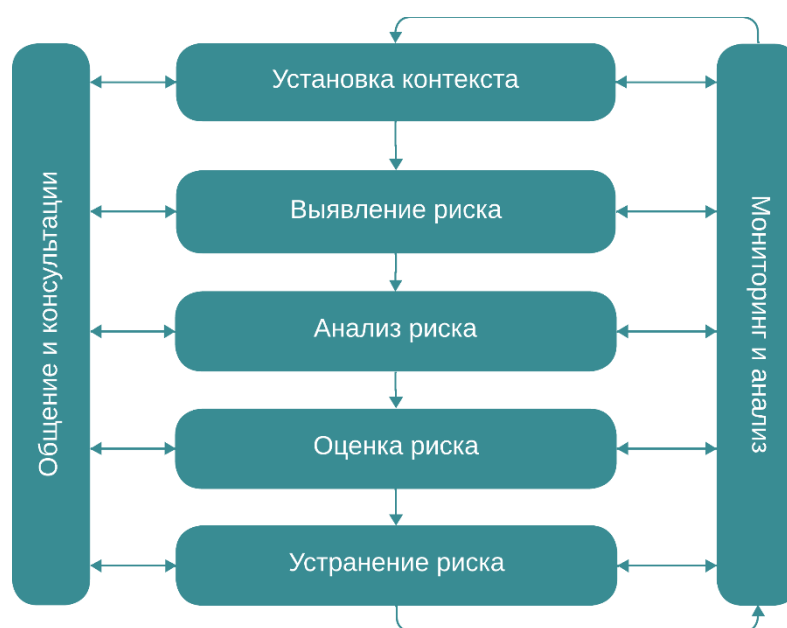 Общение и консультации
Установка контекста
Выявление риска
Анализ риска
Оценка риска
Устранение риска
Мониторинг и анализ